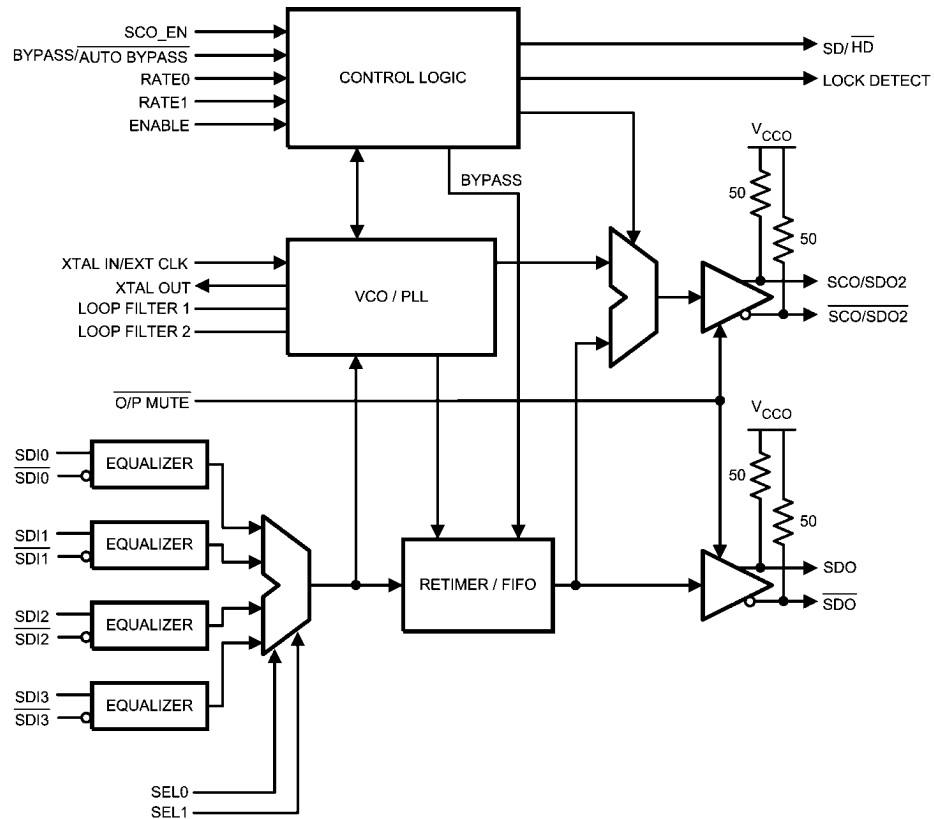 SCO_EN
BYPASS/AUTO BYPASS
RATE0
RATE1
ENABLE
CONTROL LOGIC
SD/HD
LOCK DETECT
BYPASS
VCCO
50
50
XTAL IN/EXT CLK
XTAL OUT
LOOP FILTER 1
LOOP FILTER 2
VCO / PLL
SCO/SDO2
SCO/SDO2
O/P MUTE
VCCO
50
50
SDI0
SDI0
EQUALIZER
SDI1
SDI1
EQUALIZER
SDI2
SDI2
EQUALIZER
SDI3
SDI3
EQUALIZER
RETIMER / FIFO
SDO
SDO
SEL0
SEL1